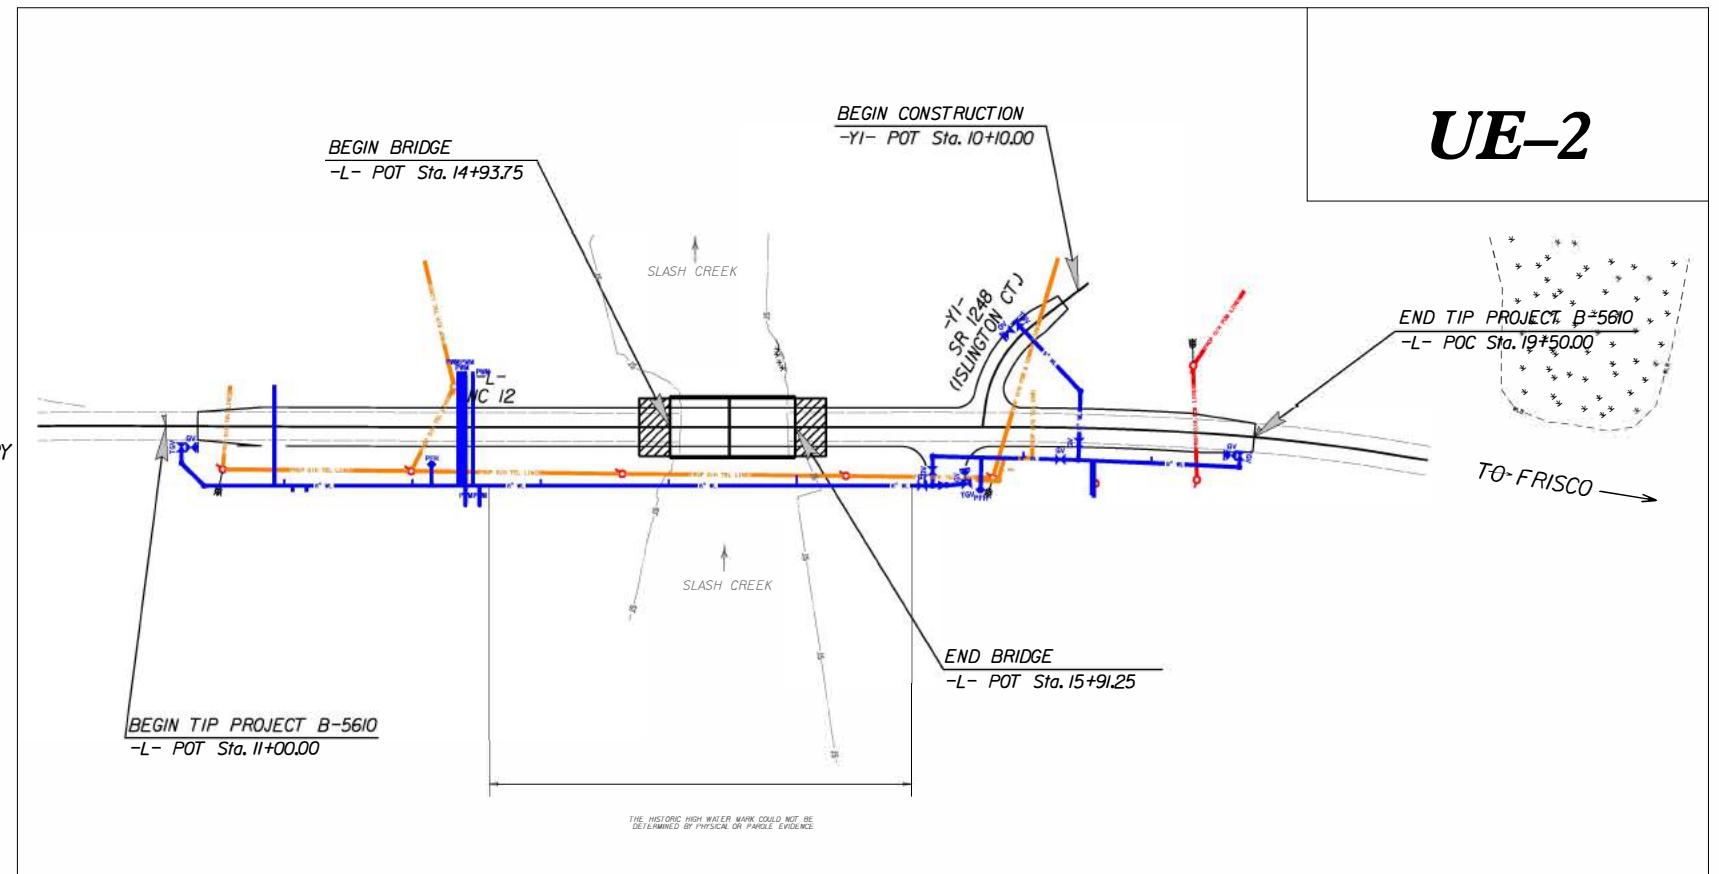 UE-2
BEGIN CONSTRUCTION
-Y1- POT Sta. 10+10.00
BEGIN BRIDGE
-L- POT Sta. 14+93.75
SLASH CREEK
-Y1-
SR 1248
(ISLINGTON CT.)
END TIP PROJECT B-5610
-L- POC Sta. 19+50.00
-L-
NC 12
TO FRISCO
SLASH CREEK
END BRIDGE
-L- POT Sta. 15+91.25
BEGIN TIP PROJECT B-5610
-L- POT Sta. 11+00.00
THE HISTORIC HIGH WATER MARK COULD NOT BE
DETERMINED BY PHYSICAL OR PAROLE EVIDENCE